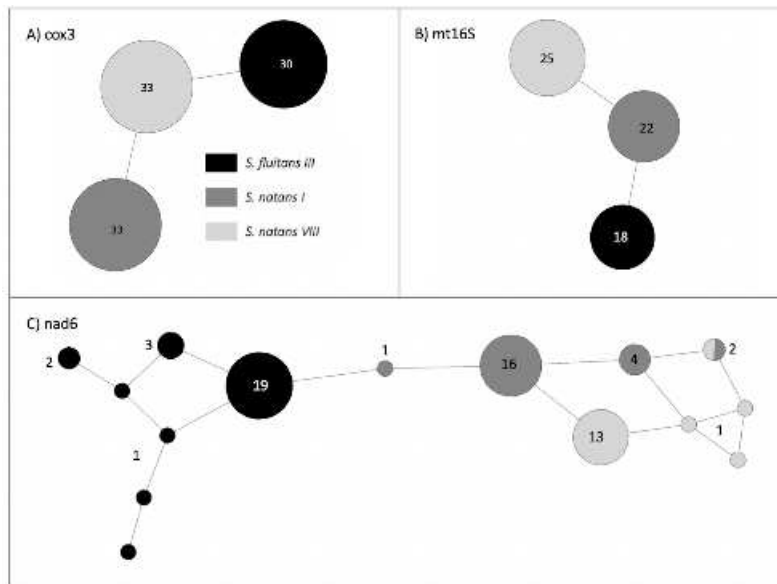 A) cox3
30
33
33
S. fluitans III
S. natans I
S. natans VIII
B) mt16S
25
22
18
C) nad6
2
3
19
1
1
16
4
2
13
1